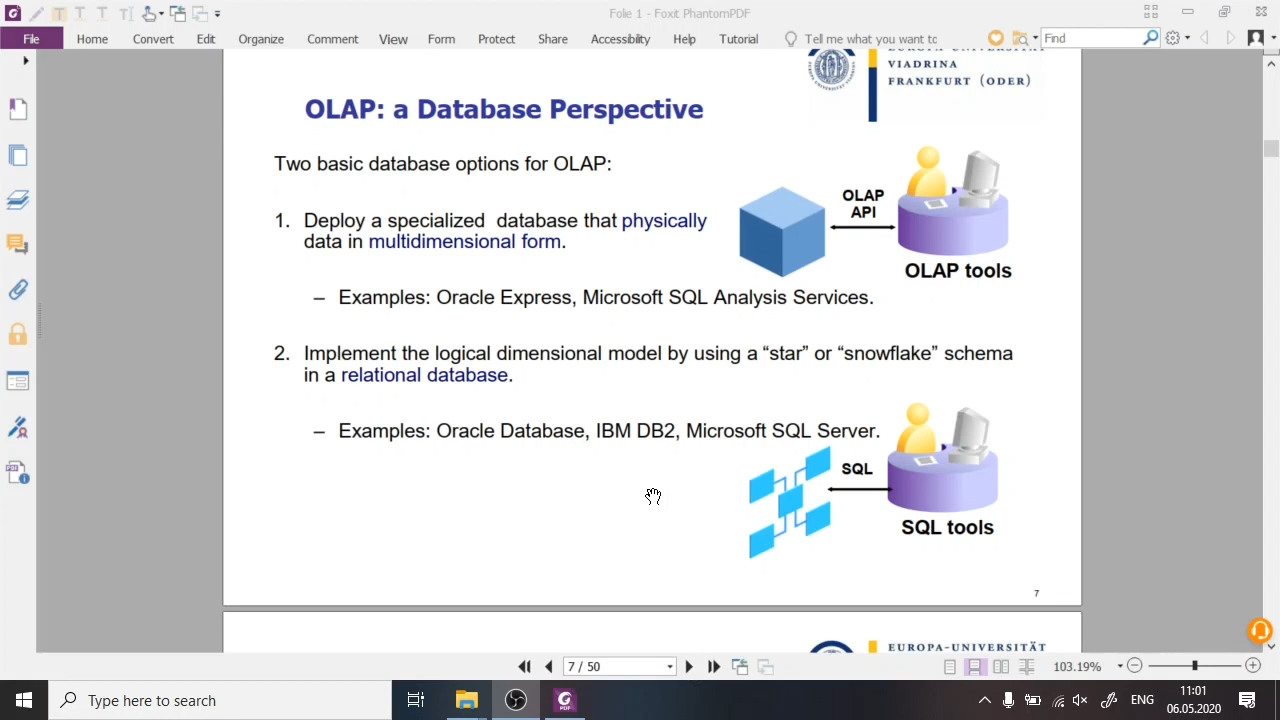 Folie 1 - Foxit PhantomPDF
File Home Convert Edit Organize Comment View Form Protect Share Accessibility Help Tutorial Tell me what you want to Find
VIADRINA
FRANKFURT (ODER)
OLAP: a Database Perspective
Two basic database options for OLAP:
1. Deploy a specialized database that physically
data in multidimensional form.
OLAP
API
OLAP tools
– Examples: Oracle Express, Microsoft SQL Analysis Services.
2. Implement the logical dimensional model by using a “star” or “snowflake” schema
in a relational database.
– Examples: Oracle Database, IBM DB2, Microsoft SQL Server.
SQL
SQL tools
7
EUROPA-UNIVERSITÄT
7 / 50
103.19%
Type here to search
ENG
11:01
06.05.2020